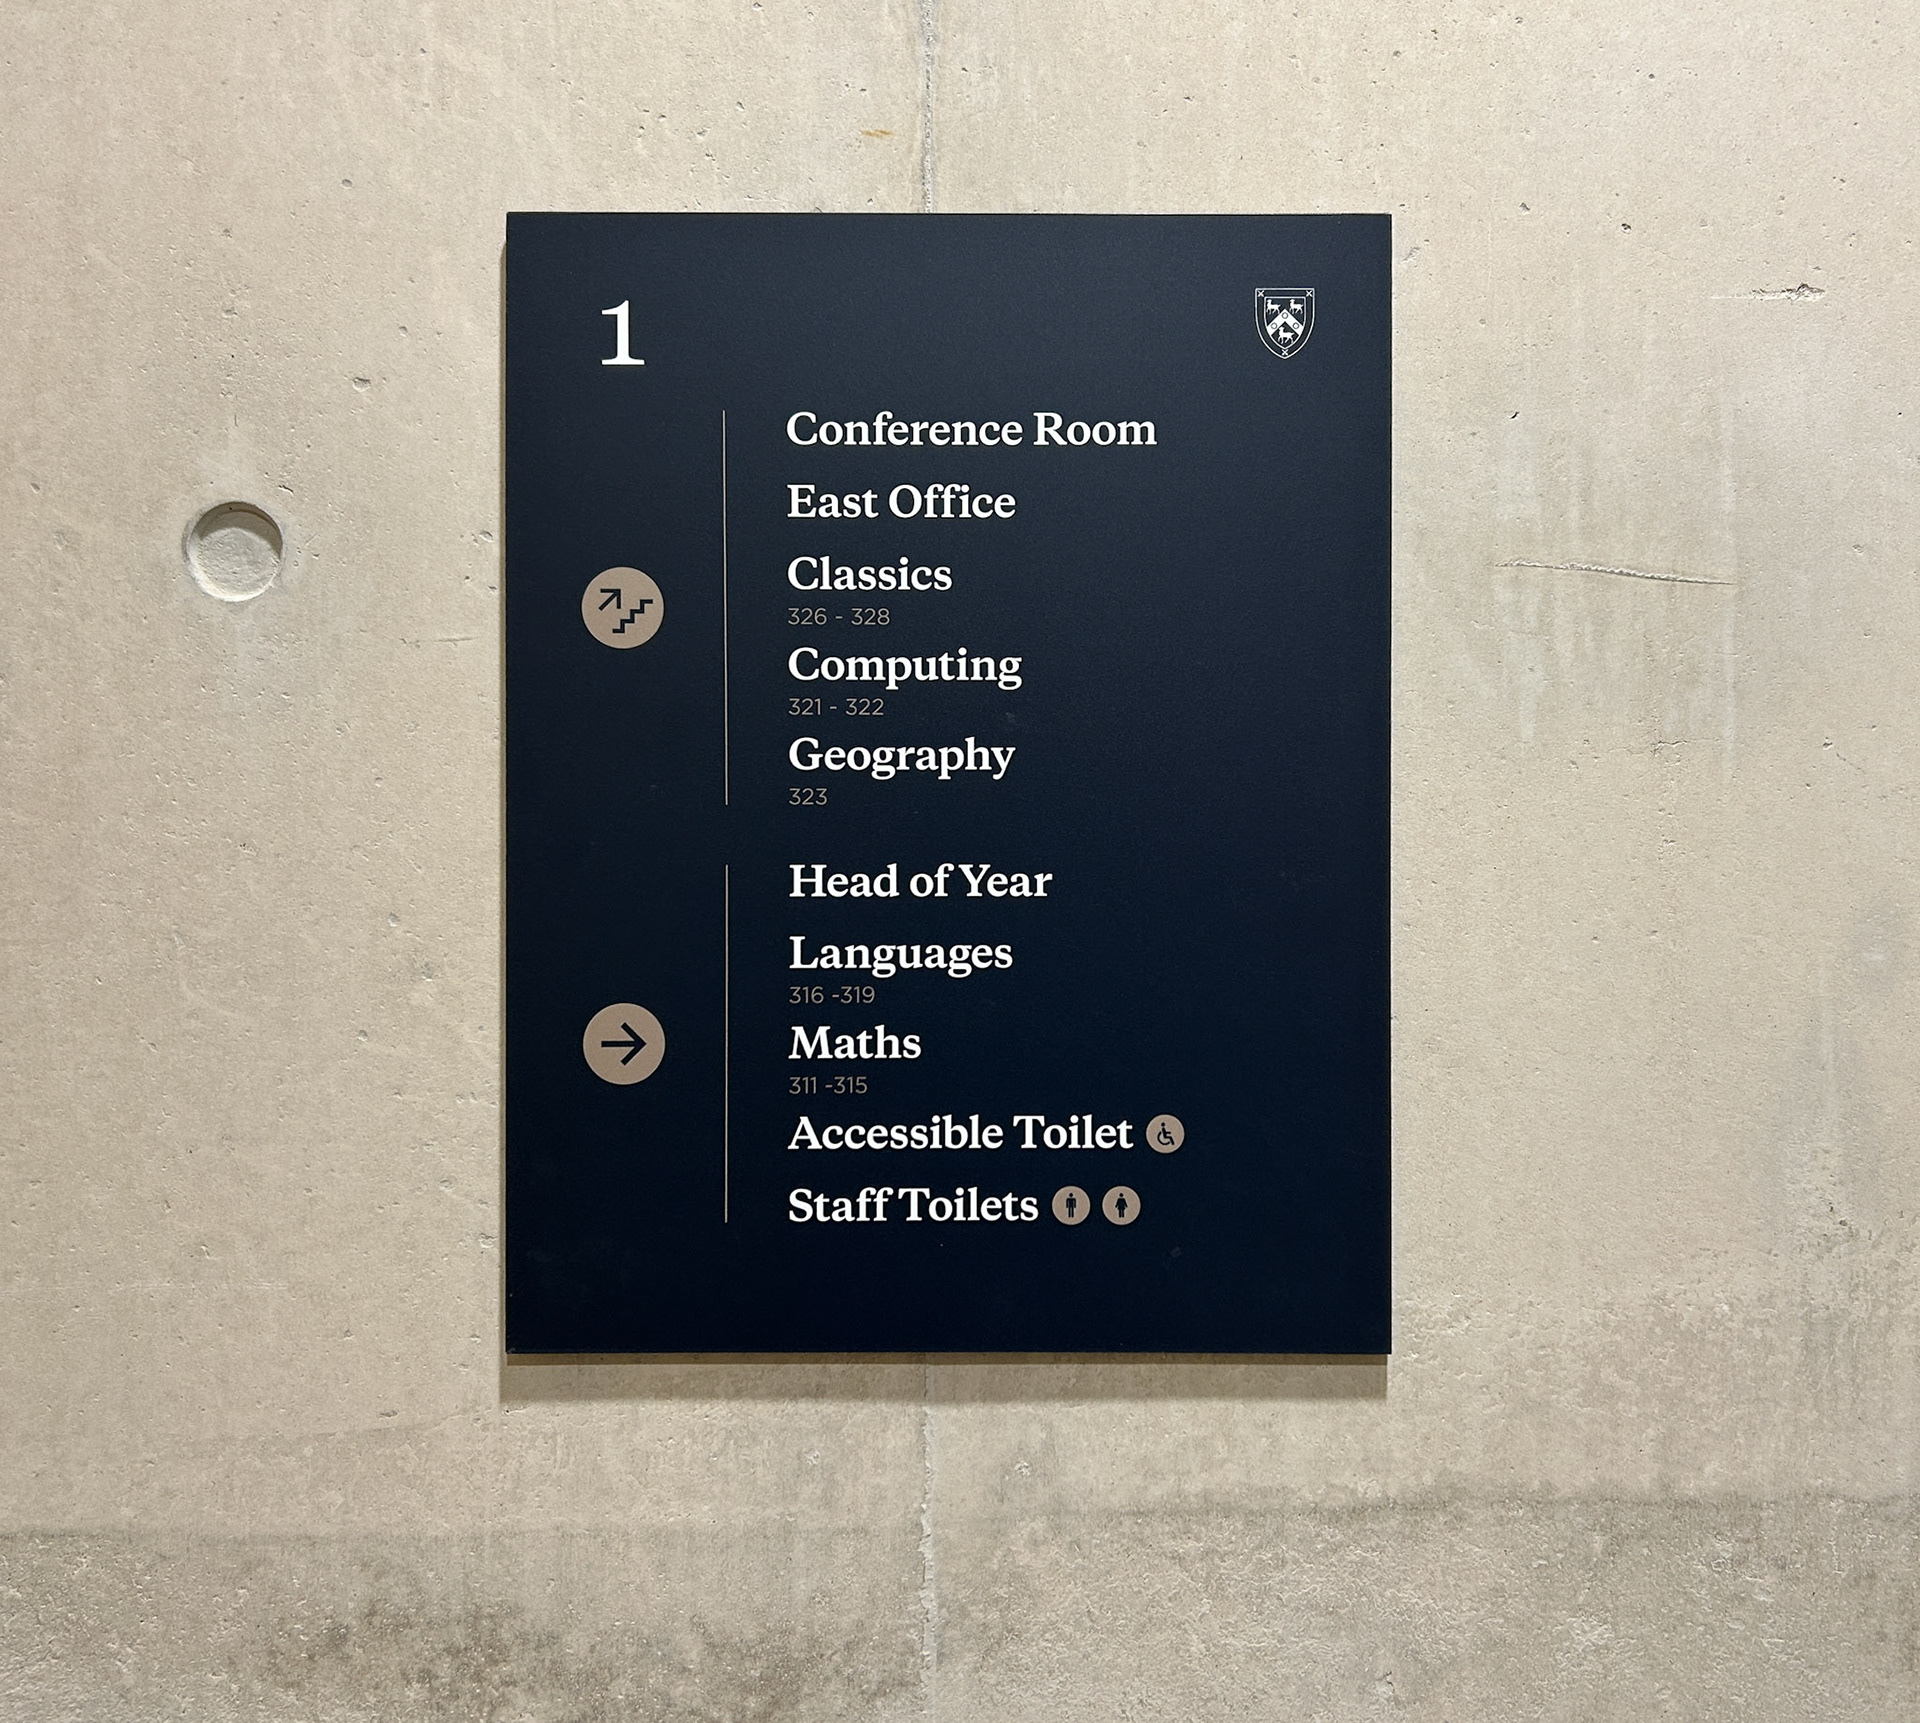 1
Conference Room
East Office
Classics
326 - 328
Computing
321 - 322
Geography
323
Head of Year
Languages
316 -319
Maths
311 -315
Accessible Toilet
Staff Toilets